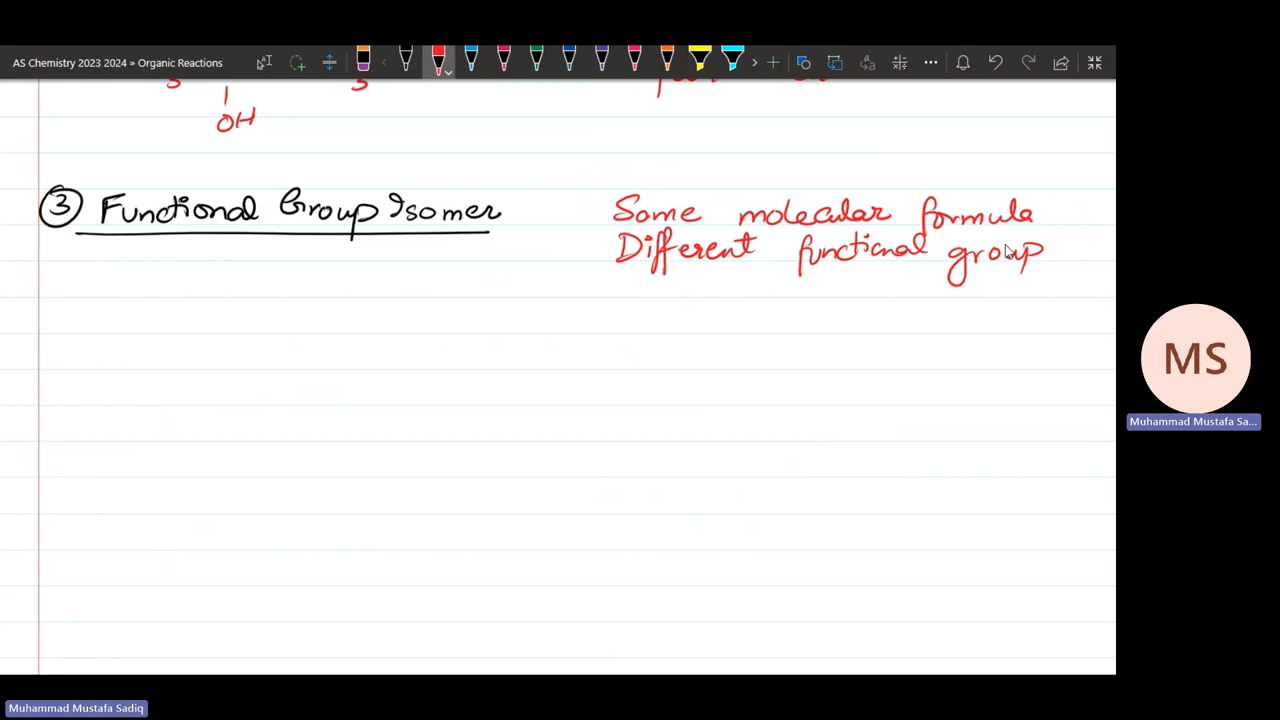 AS Chemistry 2023 2024 » Organic Reactions
OH
3 Functional Group Isomer
Same molecular formula
Different functional group
MS
Muhammad Mustafa Sa...
Muhammad Mustafa Sadiq